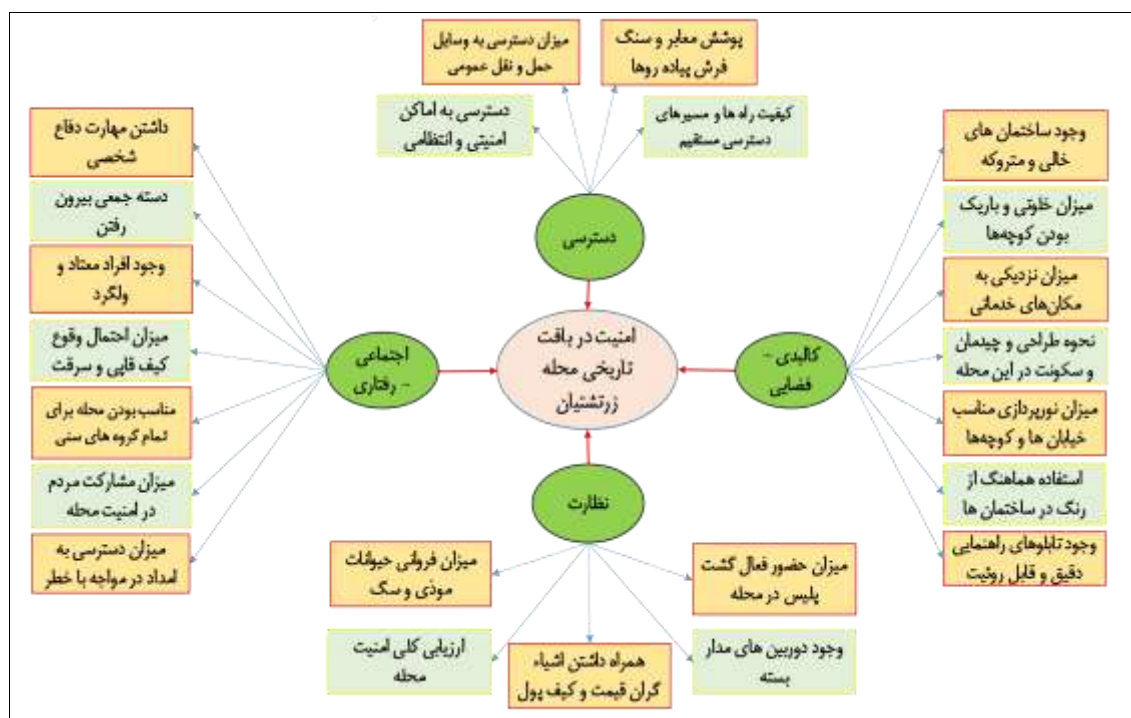 میزان دسترسی به وسایل
حمل و نقل عمومی
پوشش معابر و سنگ
فرش پیاده روها
دسترسی به اماکن
امنیتی و انتظامی
کیفیت راه ها و مسیرهای
دسترسی مستقیم
دسترسی
وجود ساختمان های
خالی و متروکه
میزان خلوتی و باریک
بودن کوچه‌ها
میزان نزدیکی به
مکان‌های خدماتی
نحوه طراحی و چیدمان
و سکونت در این محله
میزان نورپردازی مناسب
خیابان ها و کوچه‌ها
استفاده هماهنگ از
رنگ در ساختمان ها
وجود تابلوهای راهنمایی
دقیق و قابل روئیت
کالبدی –
فضایی
امنیت در بافت
تاریخی محله
زرتشتیان
اجتماعی
– رفتاری
داشتن مهارت دفاع
شخصی
دسته جمعی بیرون
رفتن
وجود افراد معتاد و
ولگرد
میزان احتمال وقوع
کیف قاپی و سرقت
مناسب بودن محله برای
تمام گروه های سنی
میزان مشارکت مردم
در امنیت محله
میزان دسترسی به
امداد در مواجه با خطر
نظارت
میزان حضور فعال گشت
پلیس در محله
میزان فروانی حیوانات
موذی و سگ
وجود دوربین های مدار
بسته
ارزیابی کلی امنیت
محله
همراه داشتن اشیاء
گران قیمت و کیف پول